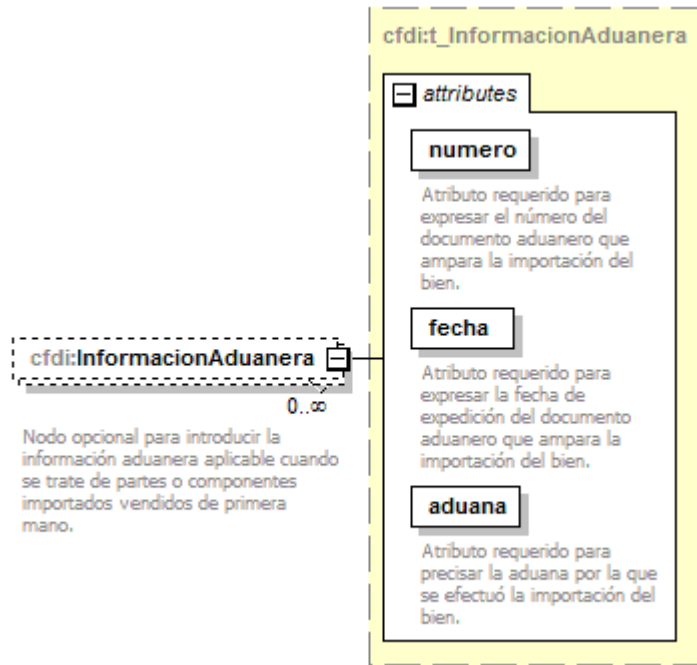 cfdi:t_InformacionAduanera
attributes
numero
Atributo requerido para
expresar el número del
documento aduanero que
ampara la importación del
bien.
fecha
Atributo requerido para
expresar la fecha de
expedición del documento
aduanero que ampara la
importación del bien.
aduana
Atributo requerido para
precisar la aduana por la que
se efectuó la importación del
bien.
cfdi:InformacionAduanera
0..∞
Nodo opcional para introducir la
información aduanera aplicable cuando
se trate de partes o componentes
importados vendidos de primera
mano.